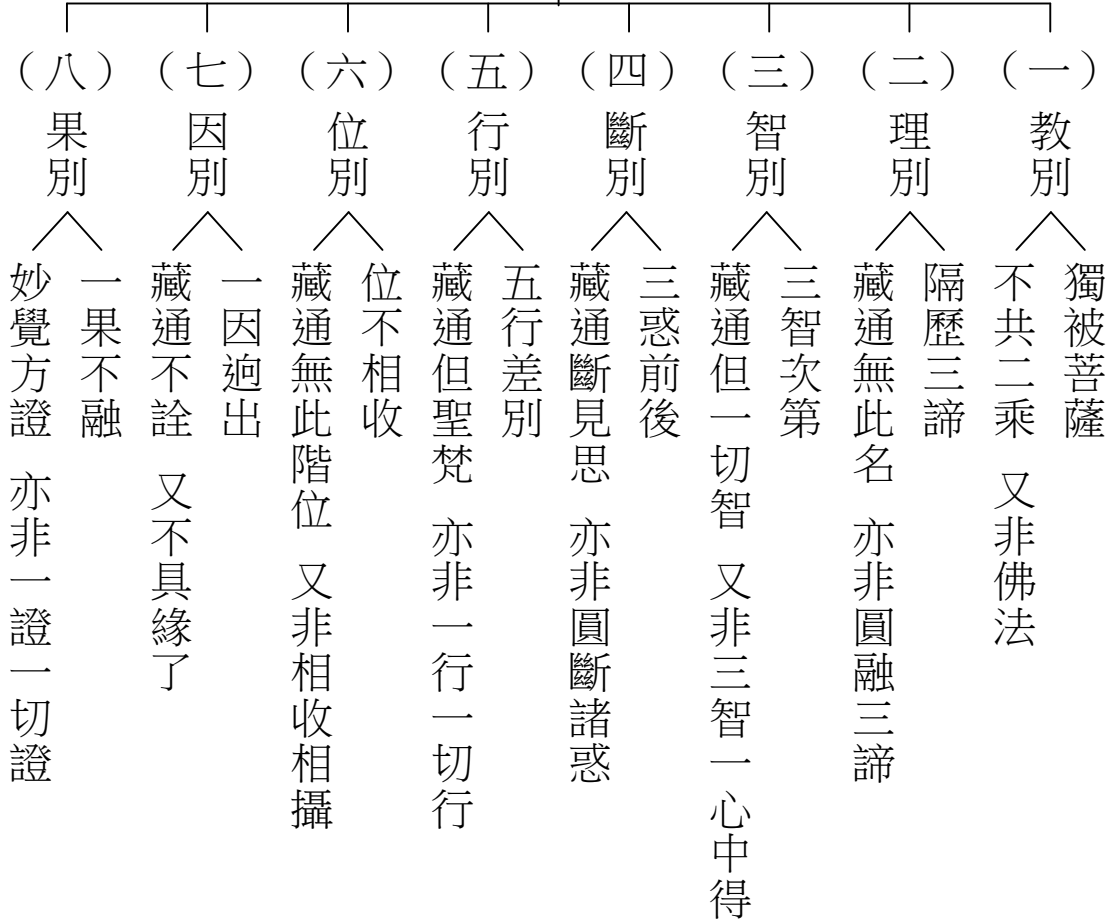 （一）
教別
獨被菩薩
不共二乘　又非佛法
（二）
理別
隔歷三諦
藏通無此名　亦非圓融三諦
（三）
智別
三智次第
藏通但一切智　又非三智一心中得
（四）
斷別
三惑前後
藏通斷見思　亦非圓斷諸惑
（五）
行別
五行差別
藏通但聖梵　亦非一行一切行
（六）
位別
位不相收
藏通無此階位　又非相收相攝
（七）
因別
一因迥出
藏通不詮　又不具緣了
（八）
果別
一果不融
妙覺方證　亦非一證一切證